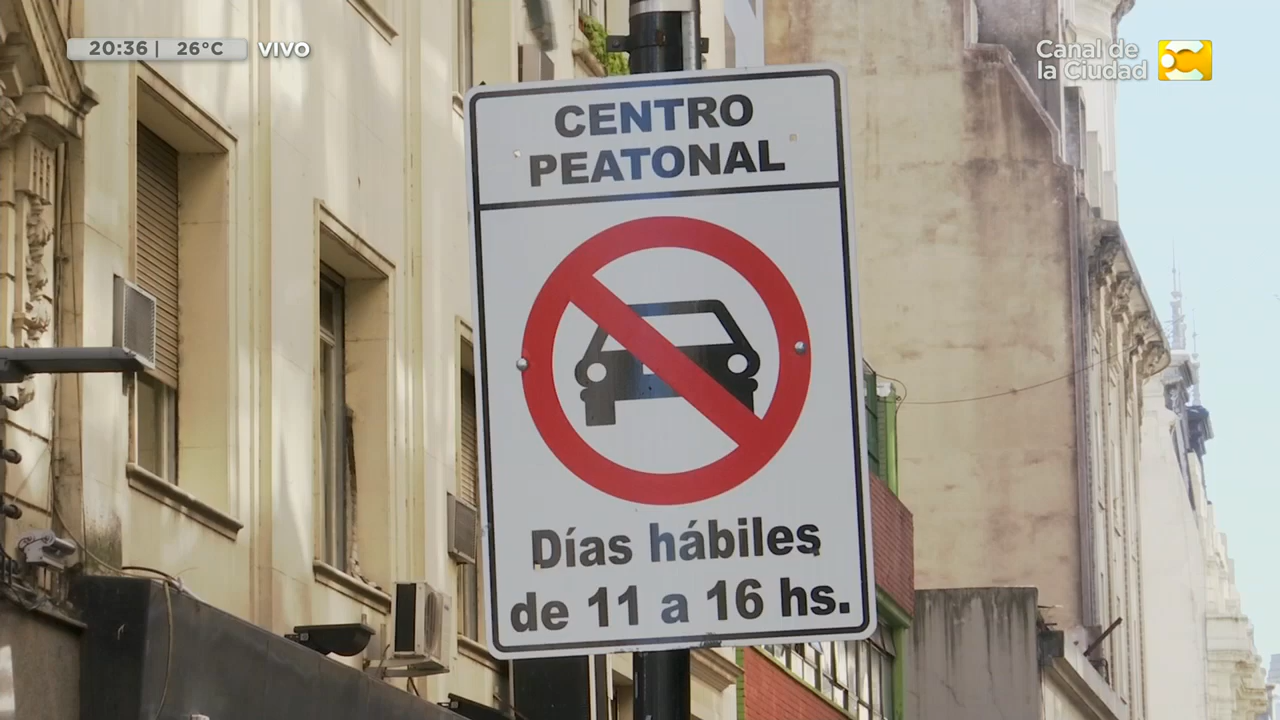 20:36 | 26°C VIVO
Canal de
la Ciudad
CENTRO
PEATONAL
Días hábiles
de 11 a 16 hs.